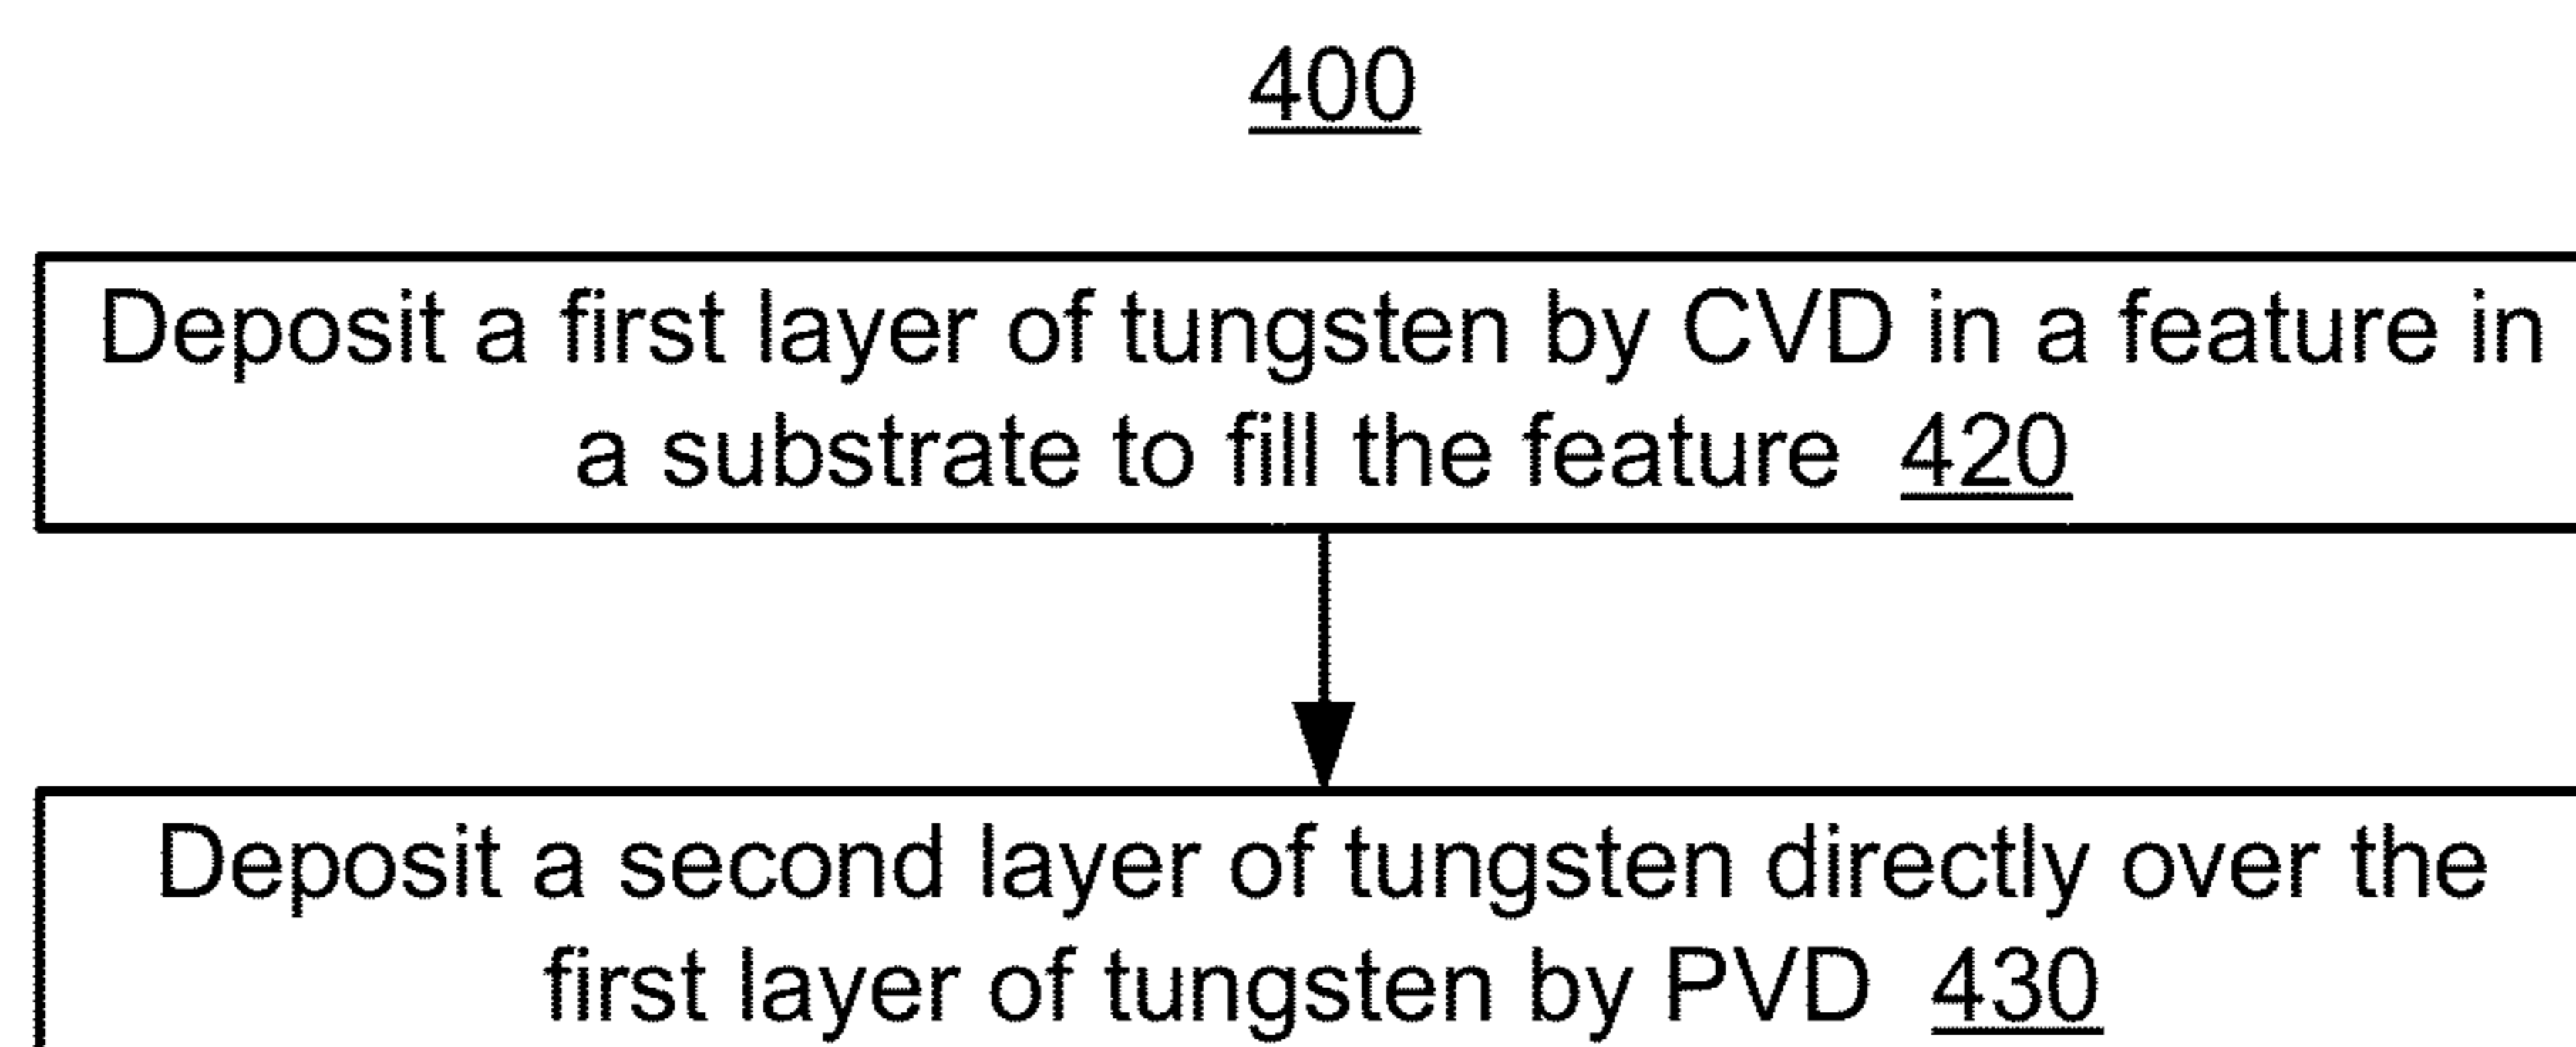 400
Deposit a first layer of tungsten by CVD in a feature in
a substrate to fill the feature 420
Deposit a second layer of tungsten directly over the
first layer of tungsten by PVD 430